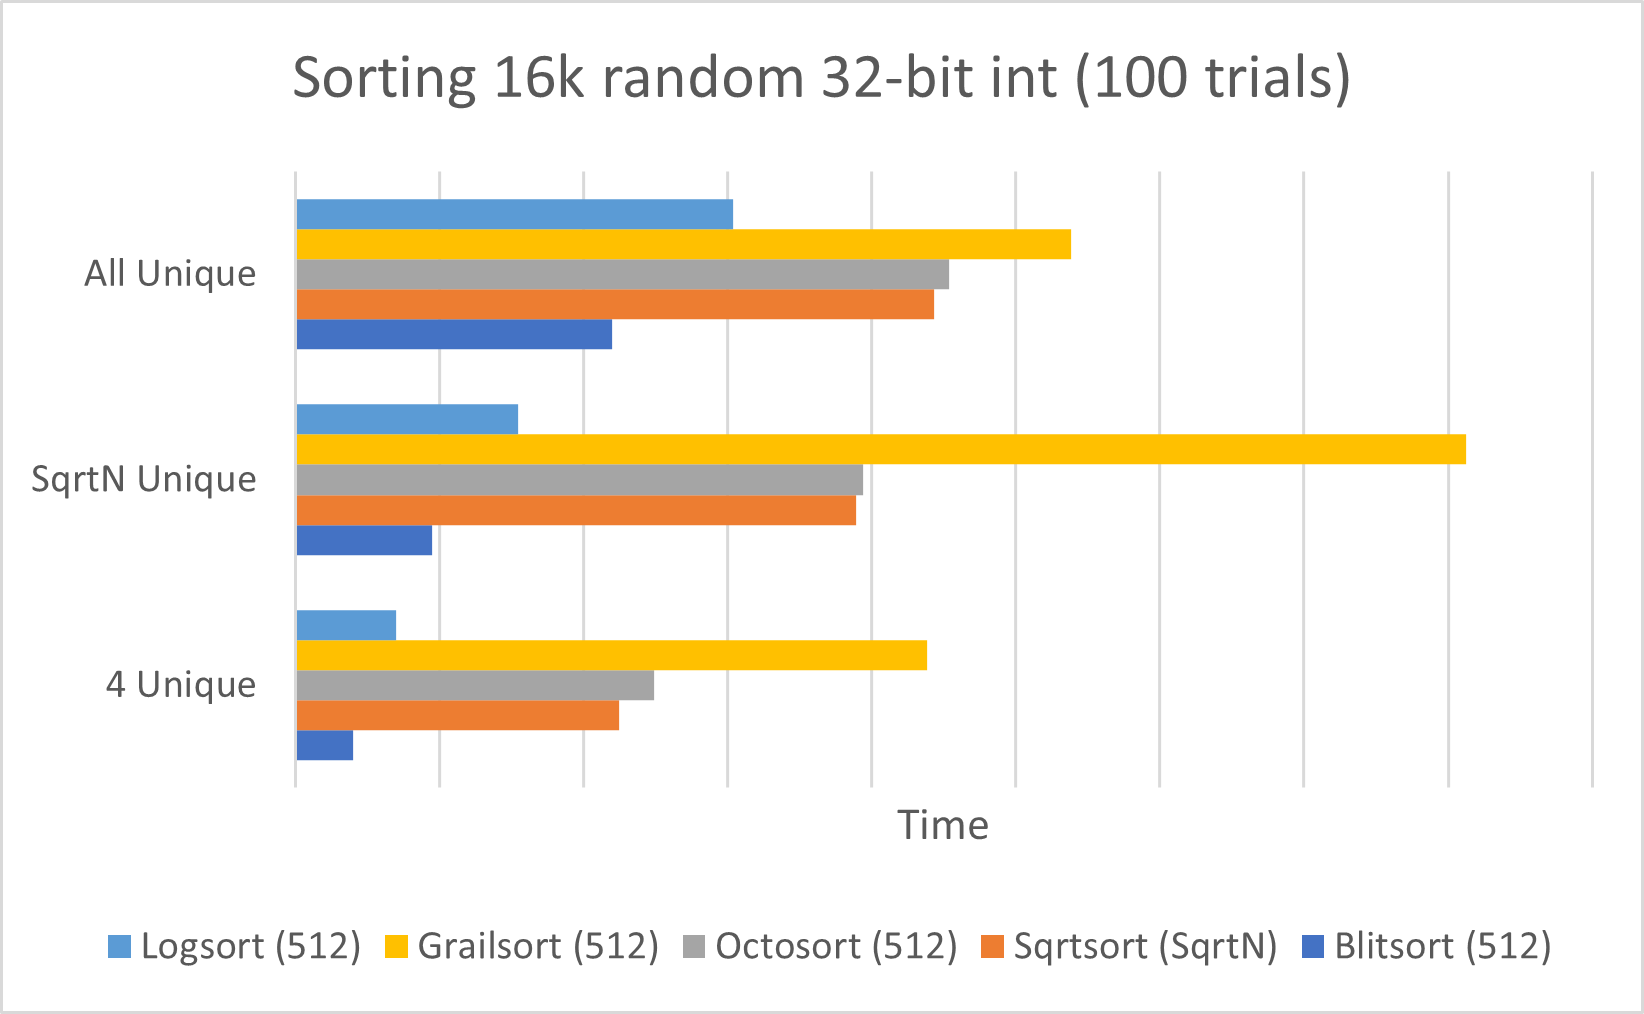 Sorting 16k random 32-bit int (100 trials)
All Unique
SqrtN Unique
4 Unique
Time
Logsort (512) Grailsort (512) Octosort (512) Sqrtsort (SqrtN) Blitsort (512)